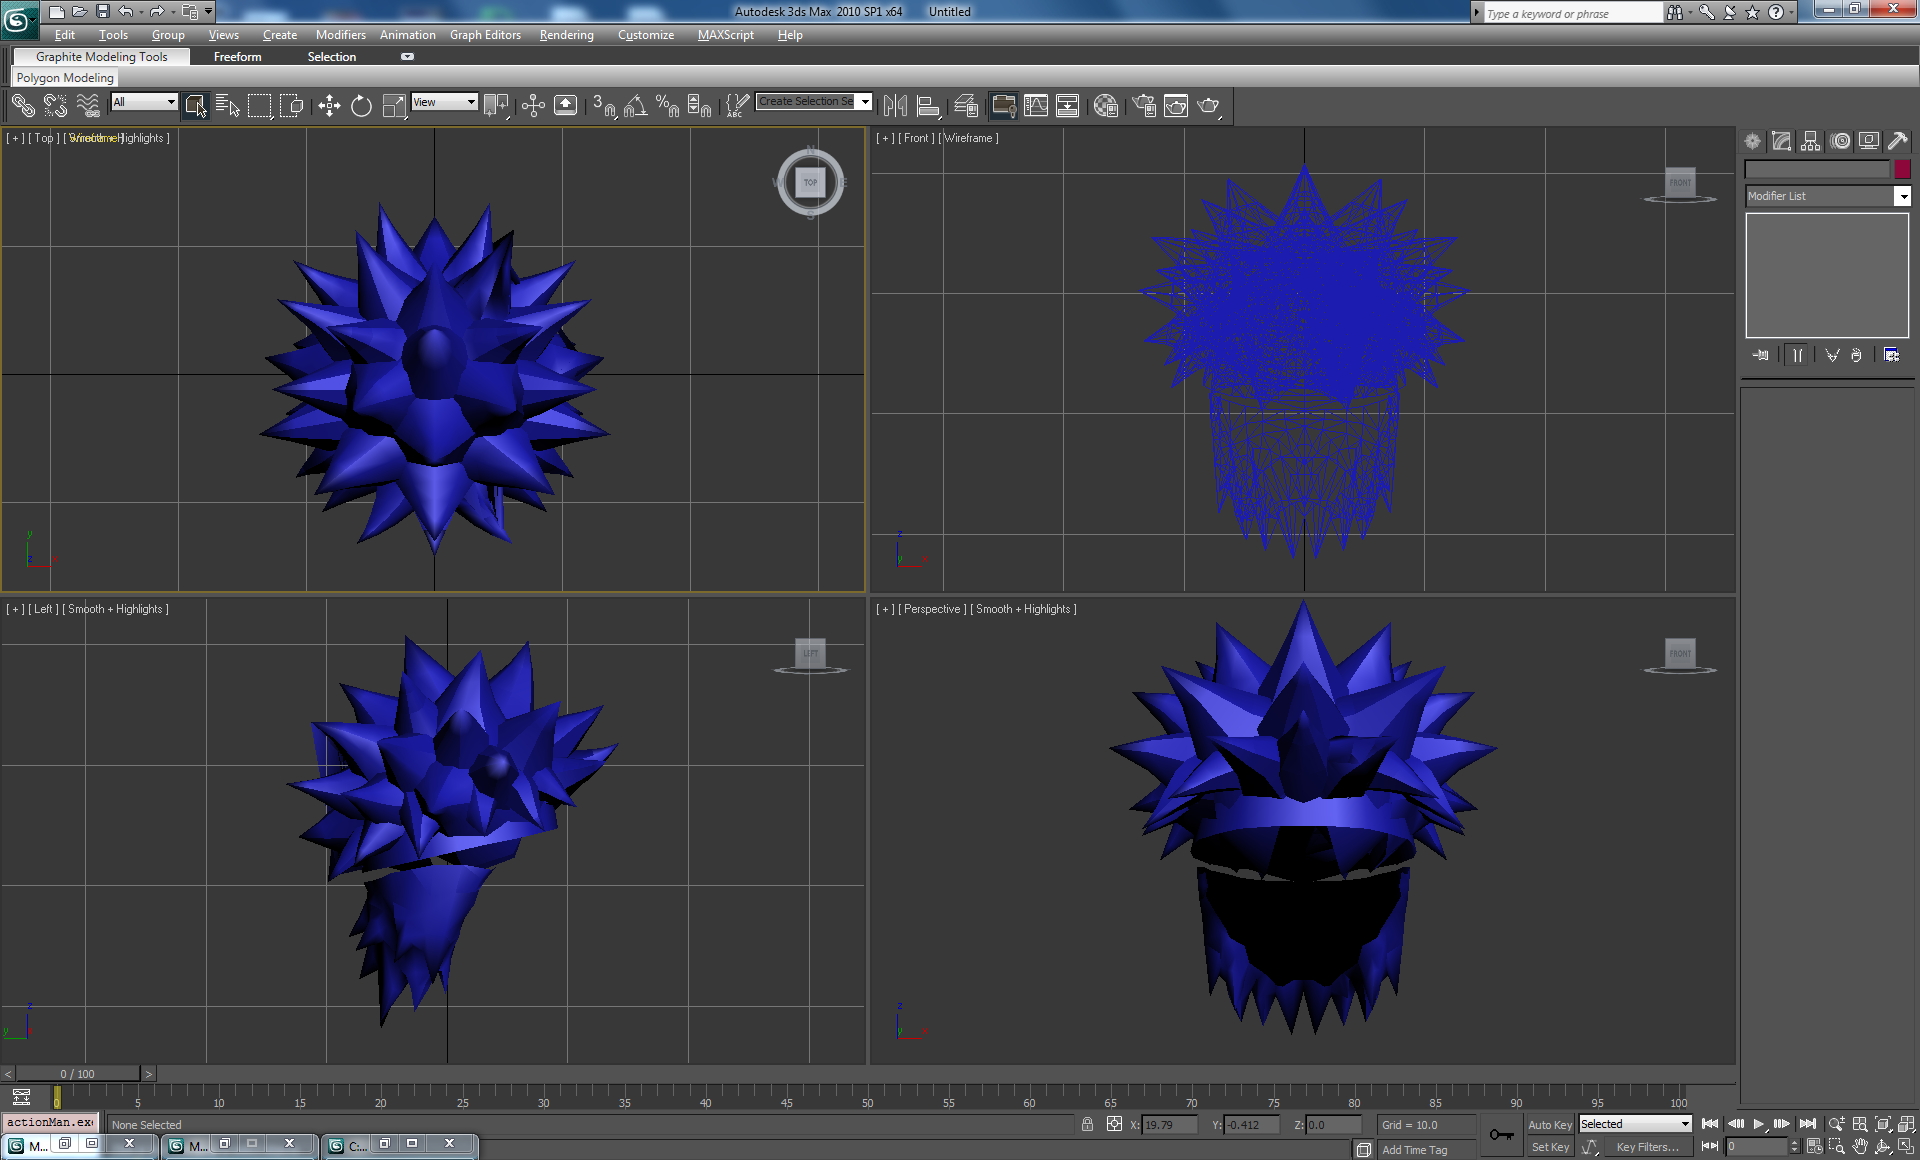 Autodesk 3ds Max 2010 SP1 x64 Untitled
Type a keyword or phrase
Edit Tools Group Views Create Modifiers Animation Graph Editors Rendering Customize MAXScript Help
Graphite Modeling Tools Freeform Selection
Polygon Modeling
All View 3 % ABC Create Selection Se
[ + ] [ Top ] [ Smooth + Highlights ]
[ + ] [ Front ] [ Wireframe ]
N
W TOP E
S
FRONT
Modifier List
y
z x
z
y x
[ + ] [ Left ] [ Smooth + Highlights ]
[ + ] [ Perspective ] [ Smooth + Highlights ]
LEFT
FRONT
z
y x
z
y x
< 0 / 100 >
0 5 10 15 20 25 30 35 40 45 50 55 60 65 70 75 80 85 90 95 100
actionMan.exe
None Selected
X: 19.79 Y: -0.412 Z: 0.0
Grid = 10.0
Auto Key Selected
M... M... C:...
Add Time Tag
Set Key Key Filters... 0